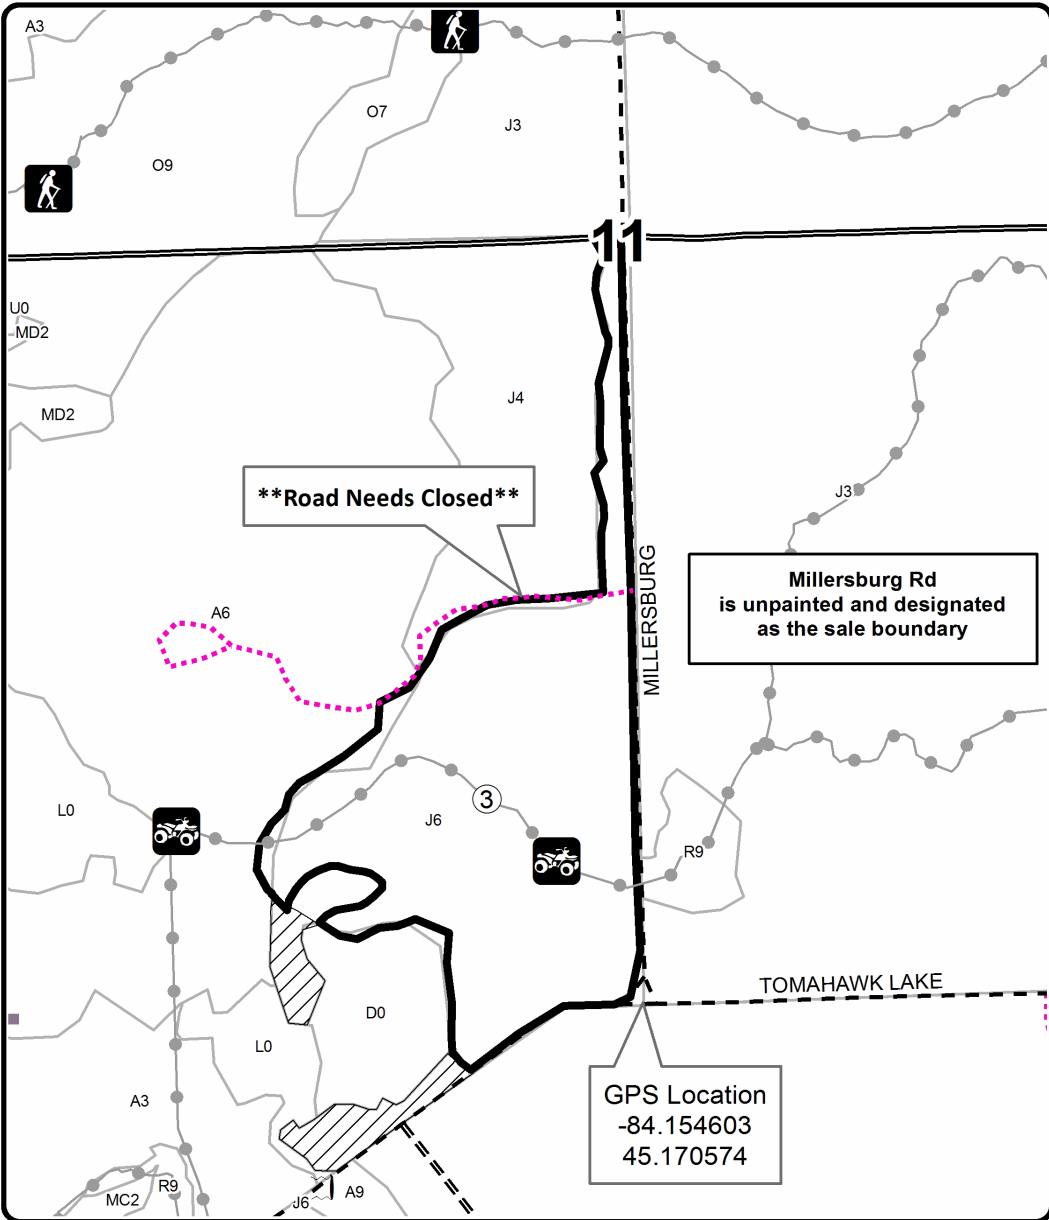 A3
O7
J3
O9
11
U0
MD2
MD2
J4
J3
**Road Needs Closed**
MILLERSBURG
Millersburg Rd
is unpainted and designated
as the sale boundary
A6
L0
3
J6
R9
TOMAHAWK LAKE
D0
L0
GPS Location
-84.154603
45.170574
A3
R9
MC2
J6
A9